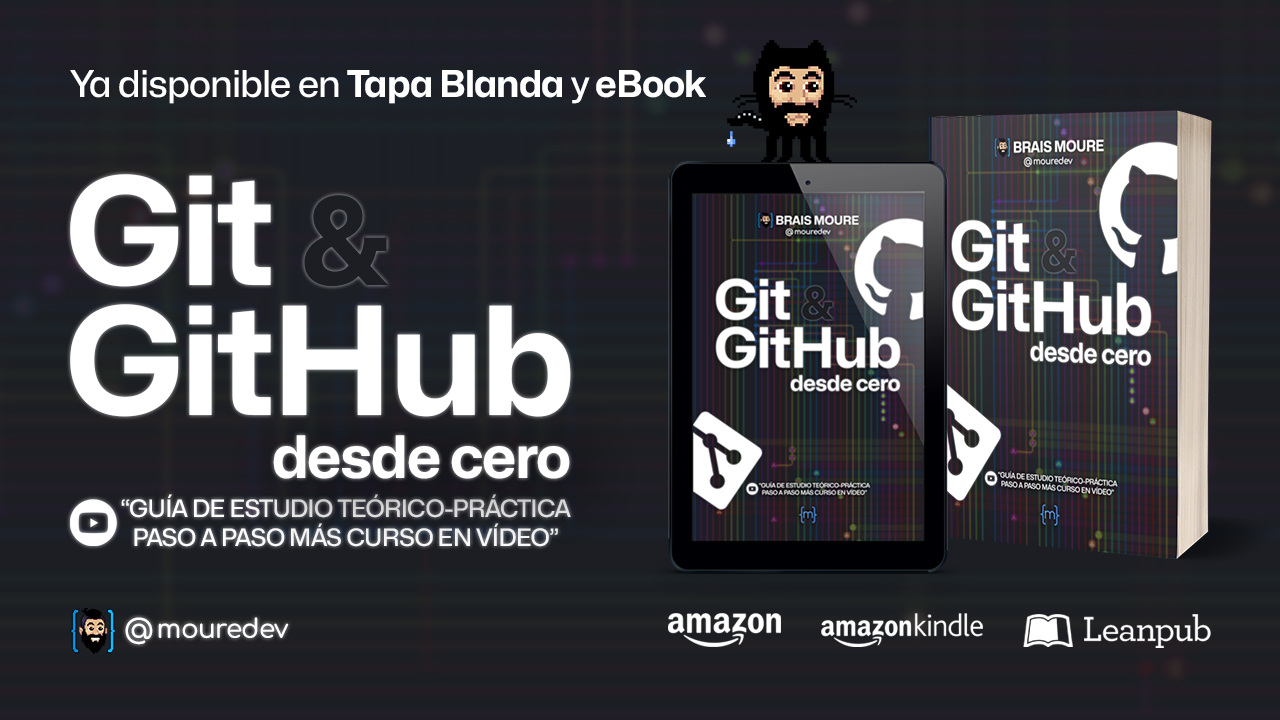 Ya disponible en Tapa Blanda y eBook
Git &
GitHub
desde cero
“GUÍA DE ESTUDIO TEÓRICO-PRÁCTICA
PASO A PASO MÁS CURSO EN VÍDEO”
@mouredev
BRAIS MOURE
@mouredev
Git &
GitHub
desde cero
“GUÍA DE ESTUDIO TEÓRICO-PRÁCTICA
PASO A PASO MÁS CURSO EN VÍDEO”
{m}
BRAIS MOURE
@mouredev
Git &
GitHub
desde cero
“GUÍA DE ESTUDIO TEÓRICO-PRÁCTICA
PASO A PASO MÁS CURSO EN VÍDEO”
{m}
amazon
amazonkindle
Leanpub